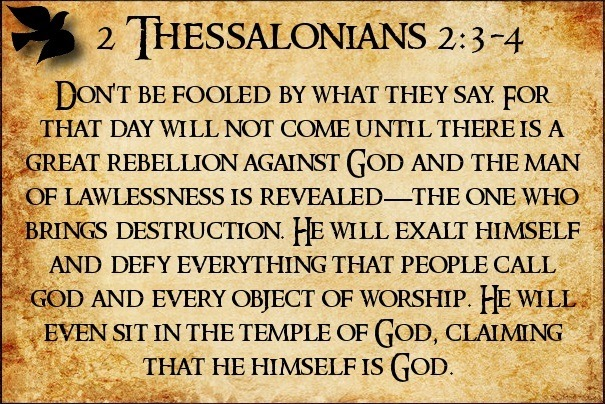 2 Thessalonians 2:3-4
Don't be fooled by what they say. For
that day will not come until there is a
great rebellion against God and the man
of lawlessness is revealed—the one who
brings destruction. He will exalt himself
and defy everything that people call
god and every object of worship. He will
even sit in the temple of God, claiming
that he himself is God.